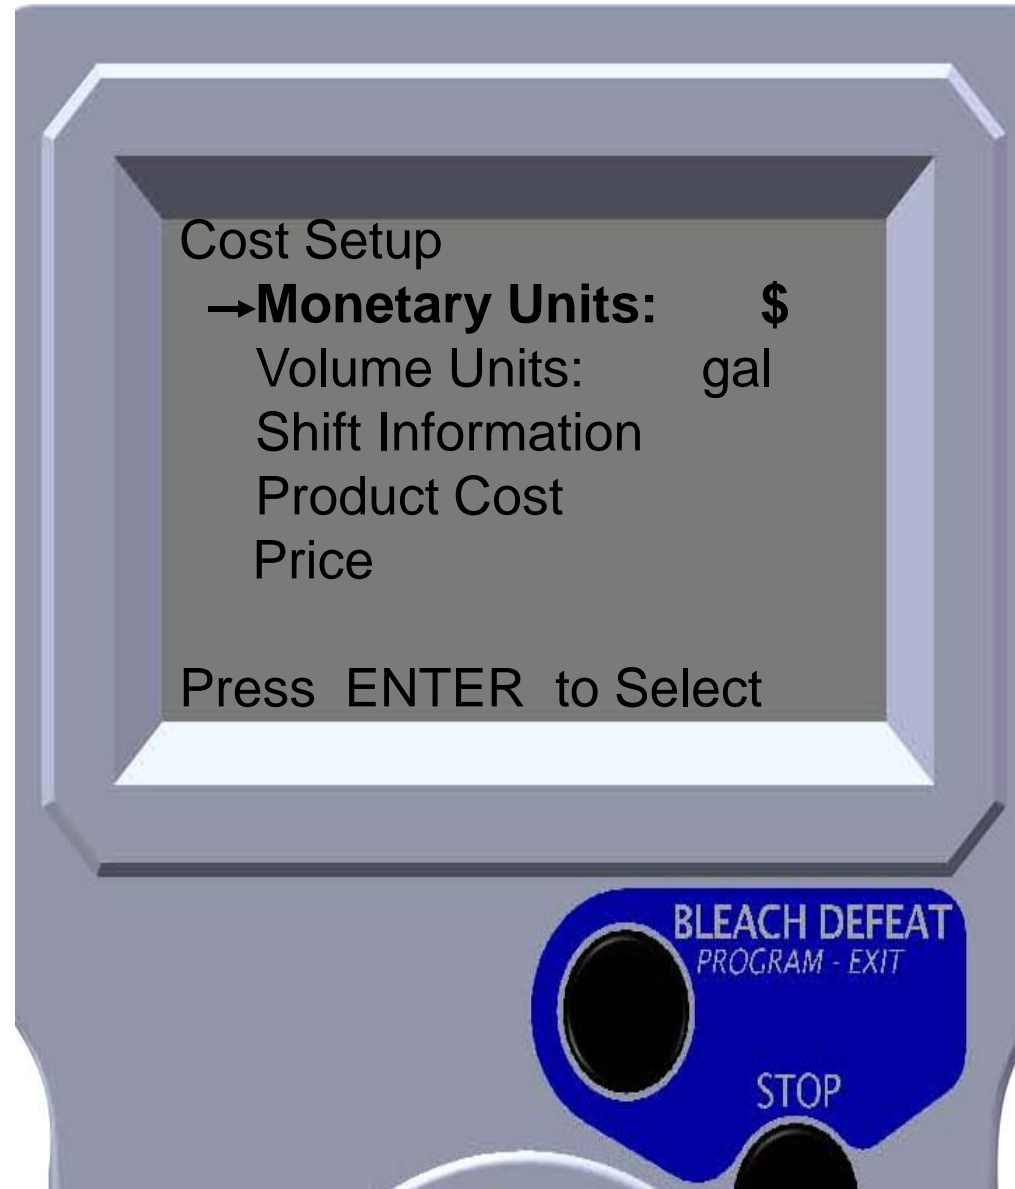 Cost Setup
→Monetary Units: $
Volume Units: gal
Shift Information
Product Cost
Price
Press ENTER to Select
BLEACH DEFEAT
PROGRAM - EXIT
STOP